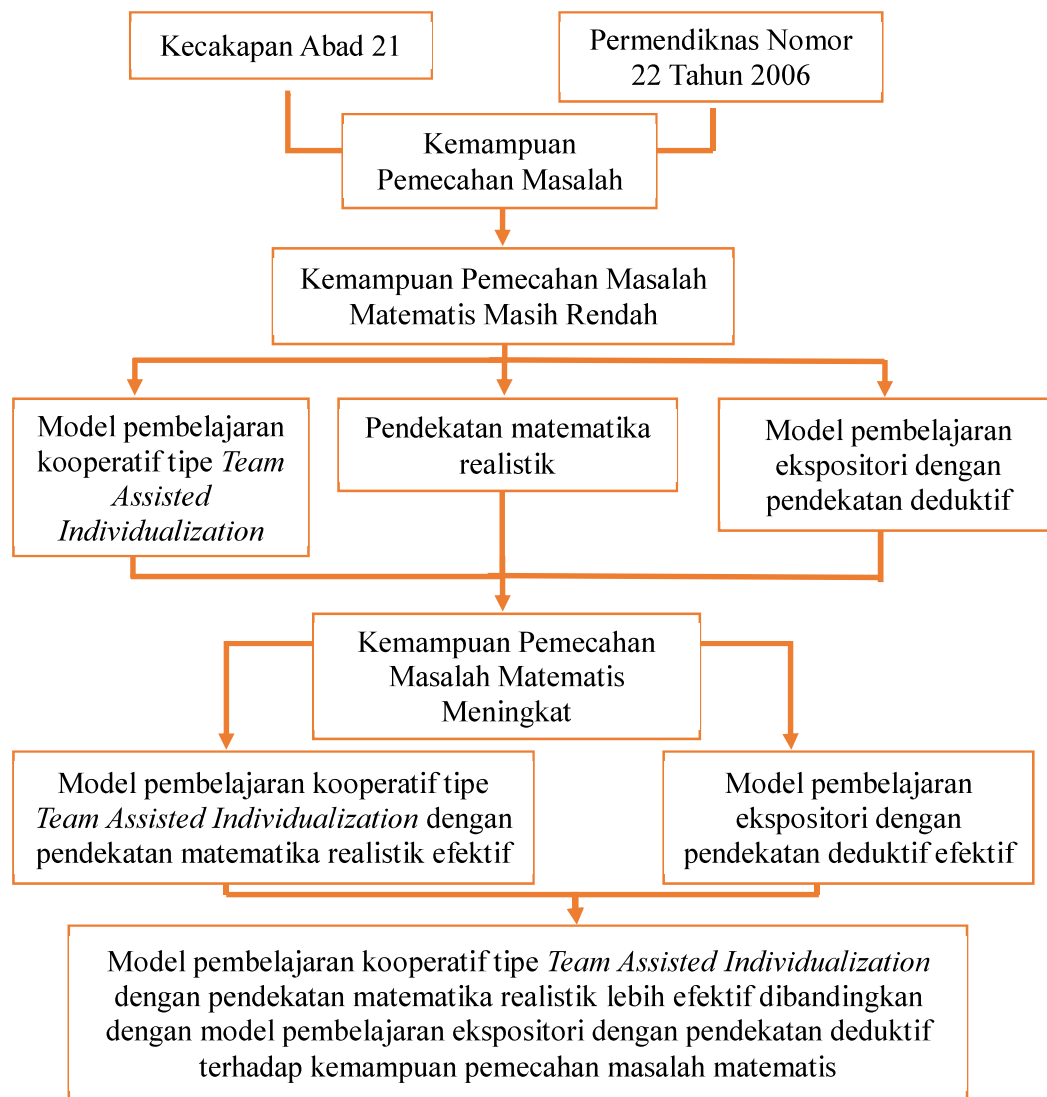 Kecakapan Abad 21
Permendiknas Nomor
22 Tahun 2006
Kemampuan
Pemecahan Masalah
Kemampuan Pemecahan Masalah
Matematis Masih Rendah
Model pembelajaran
kooperatif tipe Team
Assisted
Individualization
Pendekatan matematika
realistik
Model pembelajaran
ekspositori dengan
pendekatan deduktif
Kemampuan Pemecahan
Masalah Matematis
Meningkat
Model pembelajaran kooperatif tipe
Team Assisted Individualization dengan
pendekatan matematika realistik efektif
Model pembelajaran
ekspositori dengan
pendekatan deduktif efektif
Model pembelajaran kooperatif tipe Team Assisted Individualization
dengan pendekatan matematika realistik lebih efektif dibandingkan
dengan model pembelajaran ekspositori dengan pendekatan deduktif
terhadap kemampuan pemecahan masalah matematis